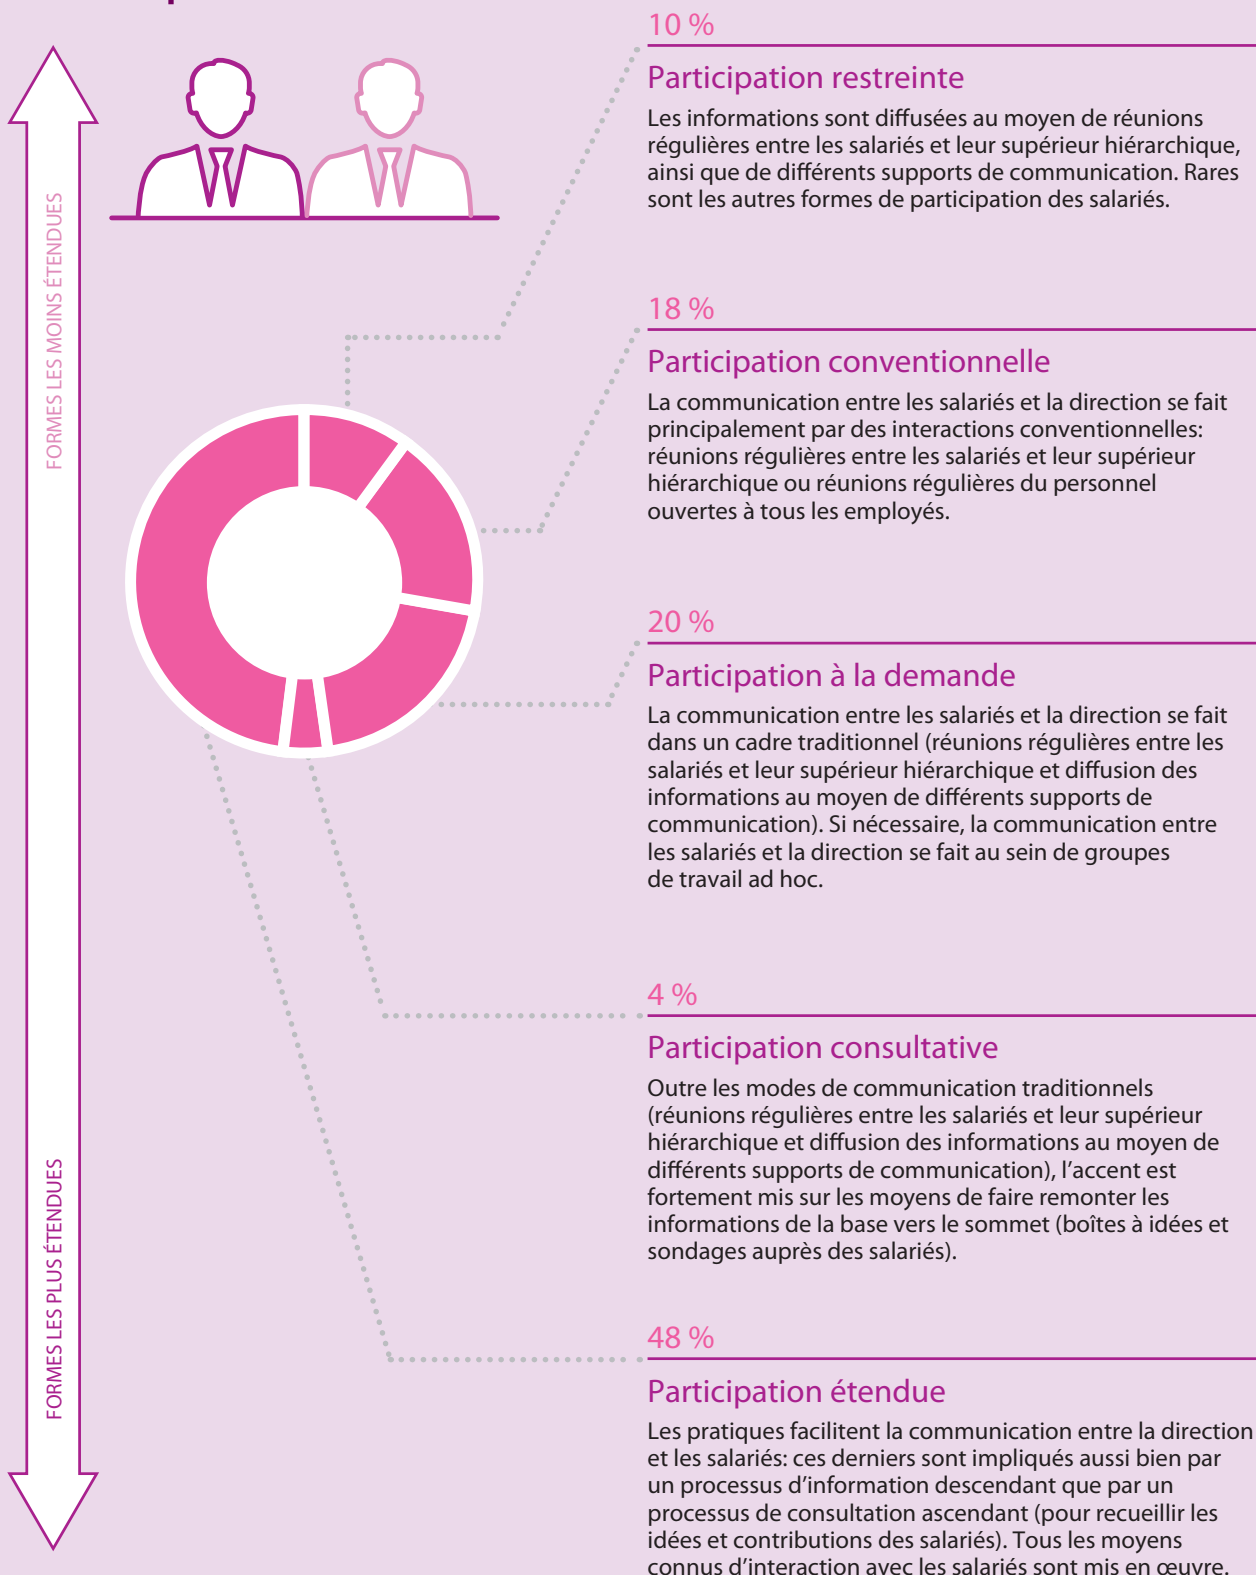 10 %
Participation restreinte
Les informations sont diffusées au moyen de réunions
régulières entre les salariés et leur supérieur hiérarchique,
ainsi que de différents supports de communication. Rares
sont les autres formes de participation des salariés.
FORMES LES MOINS ÉTENDUES
18 %
Participation conventionnelle
La communication entre les salariés et la direction se fait
principalement par des interactions conventionnelles:
réunions régulières entre les salariés et leur supérieur
hiérarchique ou réunions régulières du personnel
ouvertes à tous les employés.
20 %
Participation à la demande
La communication entre les salariés et la direction se fait
dans un cadre traditionnel (réunions régulières entre les
salariés et leur supérieur hiérarchique et diffusion des
informations au moyen de différents supports de
communication). Si nécessaire, la communication entre
les salariés et la direction se fait au sein de groupes
de travail ad hoc.
4 %
Participation consultative
Outre les modes de communication traditionnels
(réunions régulières entre les salariés et leur supérieur
hiérarchique et diffusion des informations au moyen de
différents supports de communication), l’accent est
fortement mis sur les moyens de faire remonter les
informations de la base vers le sommet (boîtes à idées et
sondages auprès des salariés).
FORMES LES PLUS ÉTENDUES
48 %
Participation étendue
Les pratiques facilitent la communication entre la direction
et les salariés: ces derniers sont impliqués aussi bien par
un processus d’information descendant que par un
processus de consultation ascendant (pour recueillir les
idées et contributions des salariés). Tous les moyens
connus d’interaction avec les salariés sont mis en œuvre.